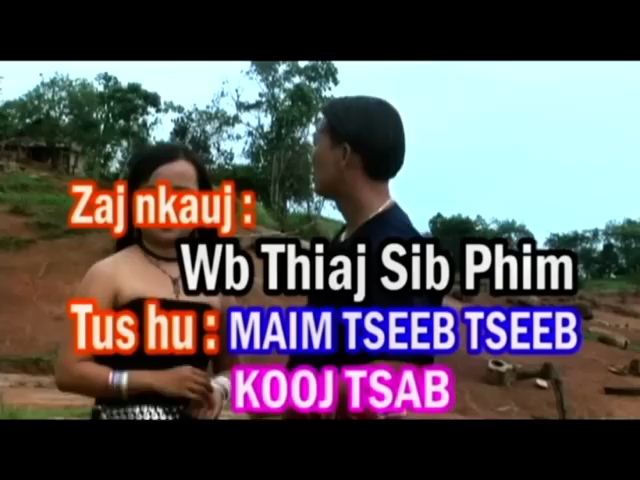 Zaj nkauj :
Wb Thiaj Sib Phim
Tus hu : MAIM TSEEB TSEEB
KOOJ TSAB